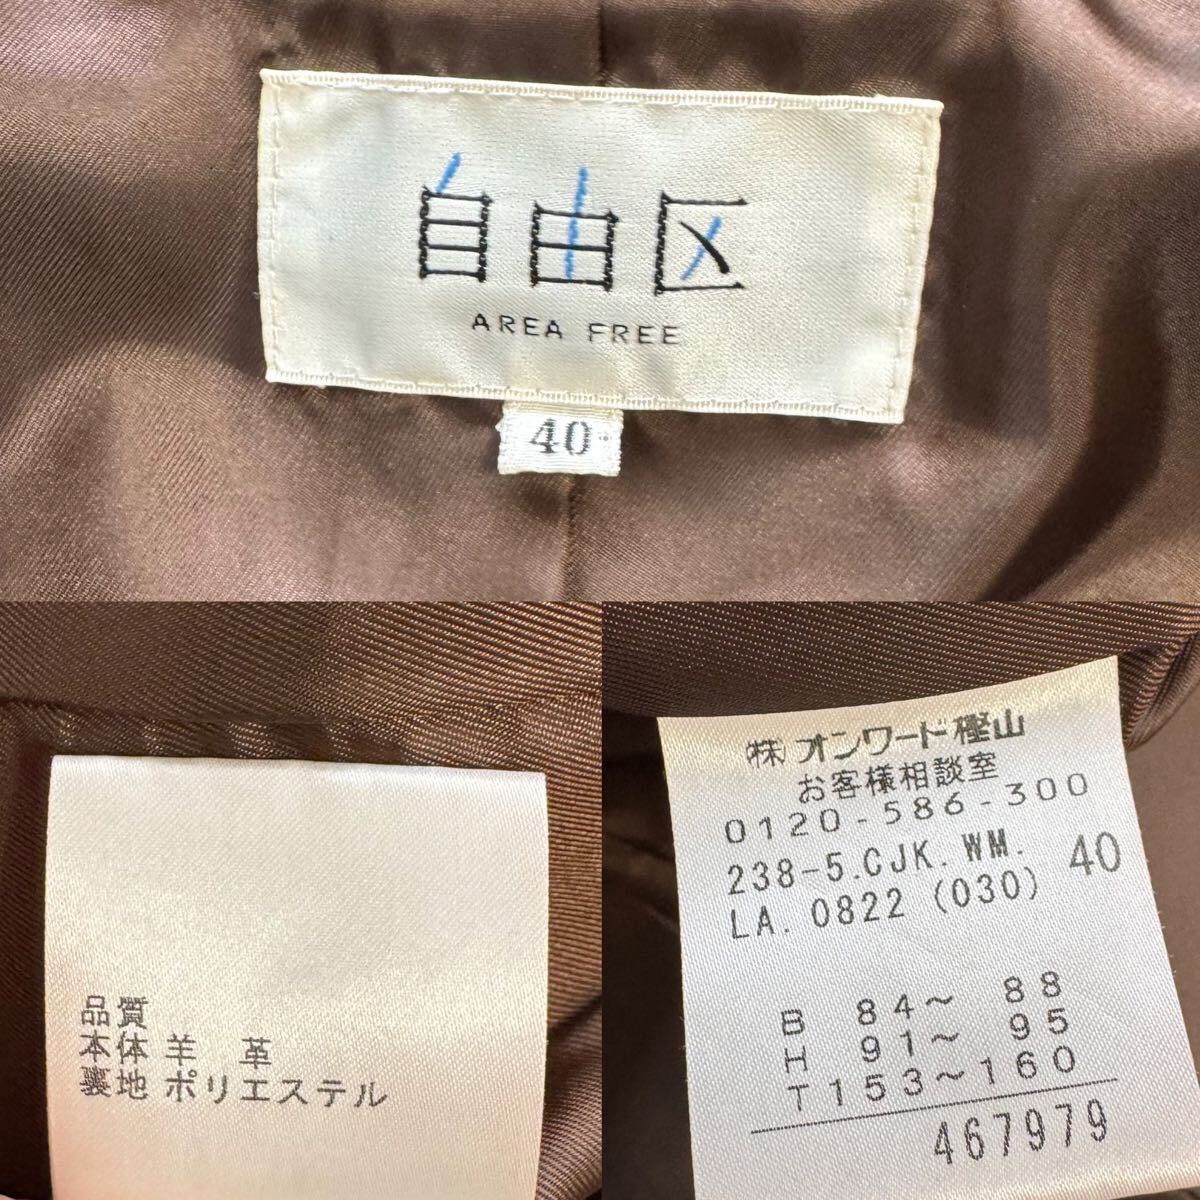 自由区
AREA FREE
40
品質
本体 羊 革
裏地 ポリエステル
㈱オンワード樫山
お客様相談室
0120-586-300
238-5.CJK.WM. 40
LA. 0822 (030)
B 84〜 88
H 91〜 95
T153〜160
467979